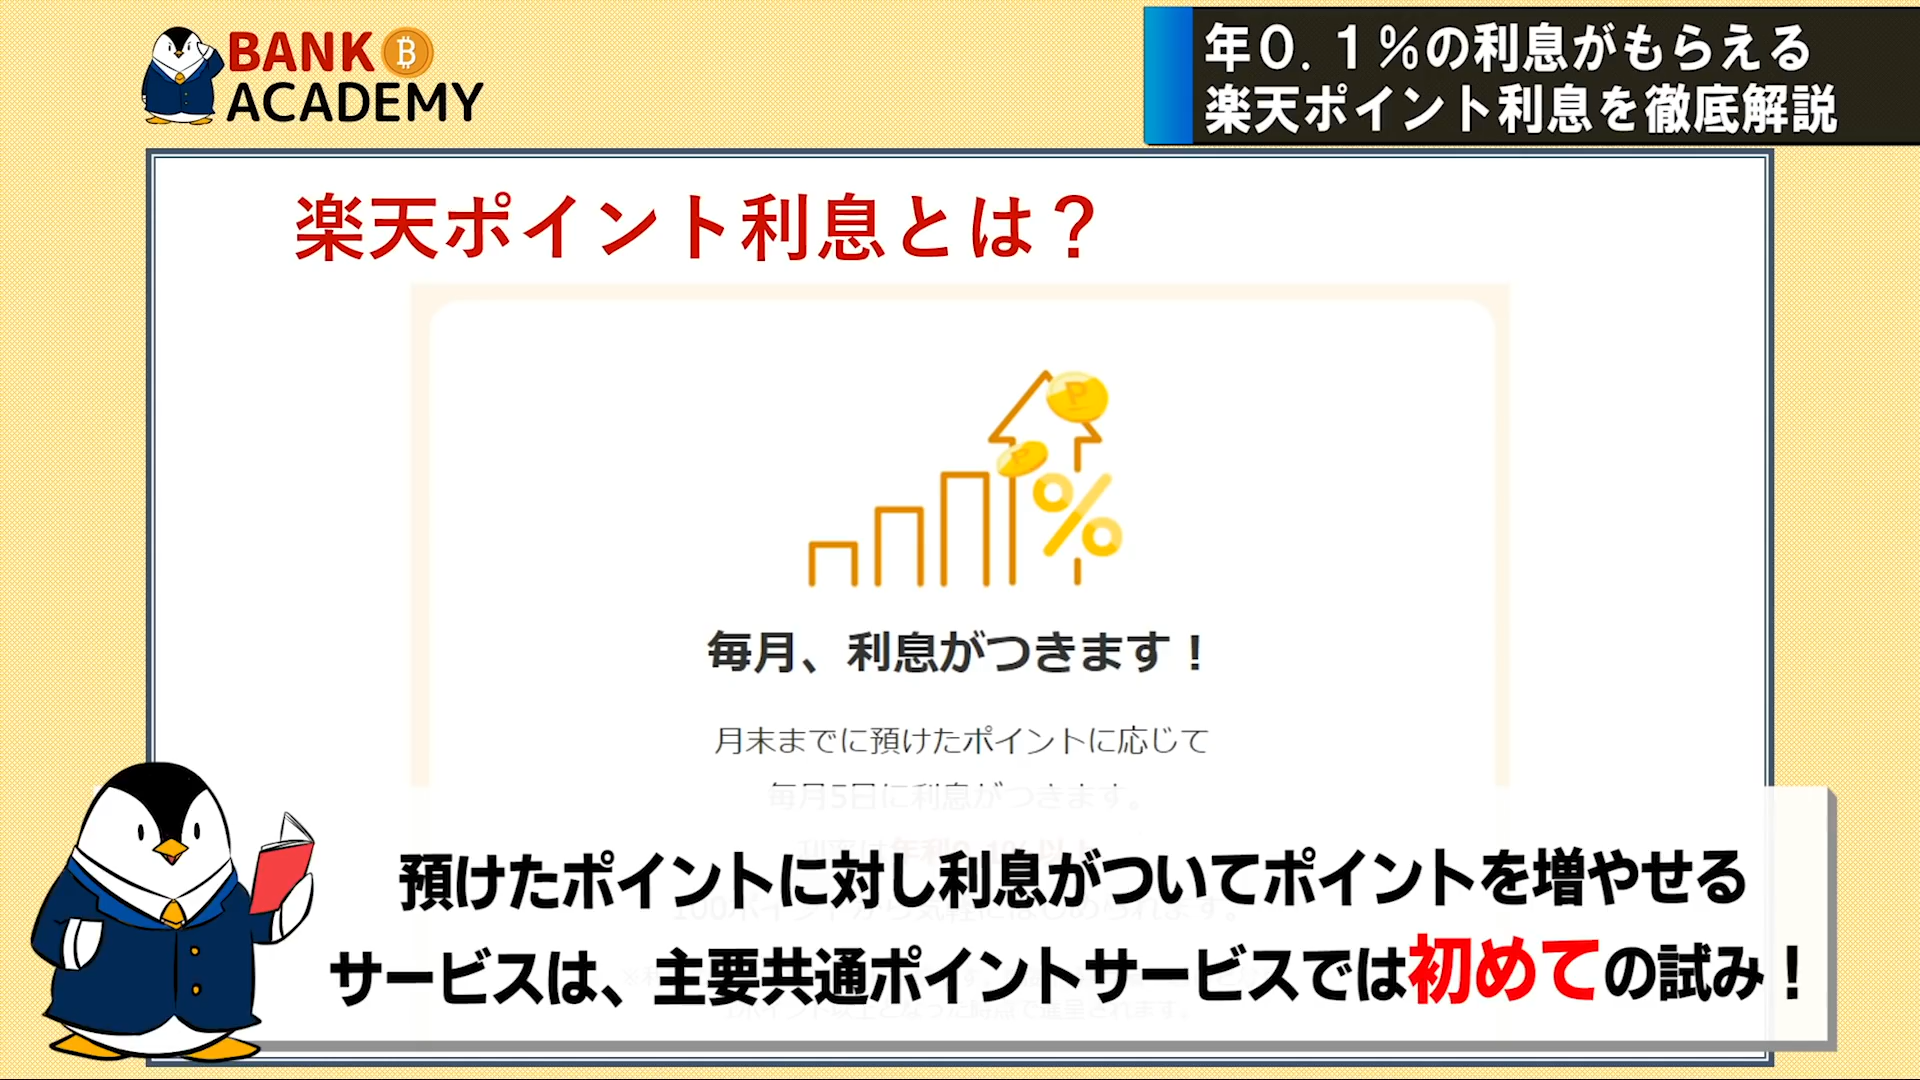 BANK
ACADEMY
年0.1%の利息がもらえる
楽天ポイント利息を徹底解説
楽天ポイント利息とは？
毎月、利息がつきます！
月末までに預けたポイントに応じて
毎月5日に利息がつきます。
預けたポイントに対し利息がついてポイントを増やせる
サービスは、主要共通ポイントサービスでは初めての試み！